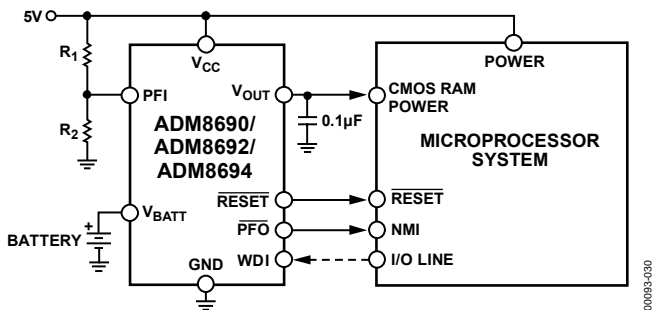 5V
R1
VCC
POWER
PFI
VOUT
CMOS RAM
POWER
R2
0.1µF
ADM8690/
ADM8692/
ADM8694
MICROPROCESSOR
SYSTEM
RESET
RESET
VBATT
BATTERY
+
PFO
NMI
GND
WDI
I/O LINE
00093-030